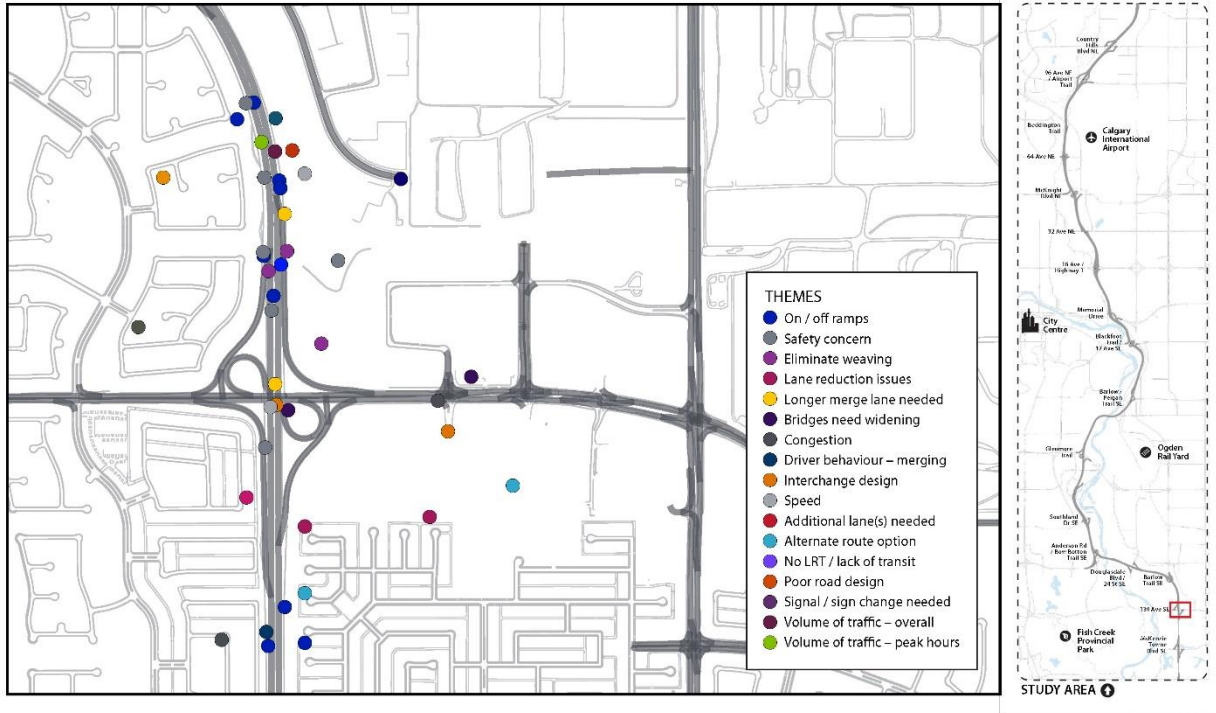 THEMES
On / off ramps
Safety concern
Eliminate weaving
Lane reduction issues
Longer merge lane needed
Bridges need widening
Congestion
Driver behaviour – merging
Interchange design
Speed
Additional lane(s) needed
Alternate route option
No LRT / lack of transit
Poor road design
Signal / sign change needed
Volume of traffic – overall
Volume of traffic – peak hours
Country
Hills
Blvd NE
96 Ave NE
/ Airport
Trail
Beddington
Trail
Calgary
International
Airport
64 Ave NE
McKnight
Blvd NE
32 Ave NE
16 Ave /
Highway 1
Memorial
Drive
City
Centre
Blackfoot
Trail /
17 Ave SE
Barlow /
Peigan
Trail SE
Glenmore
Trail
Ogden
Rail Yard
Southland
Dr SE
Anderson Rd
/ Bow Bottom
Trail SE
Douglasdale
Blvd /
24 St SE
Barlow
Trail SE
130 Ave SE
Fish Creek
Provincial
Park
McKenzie
Towne
Blvd SE
STUDY AREA